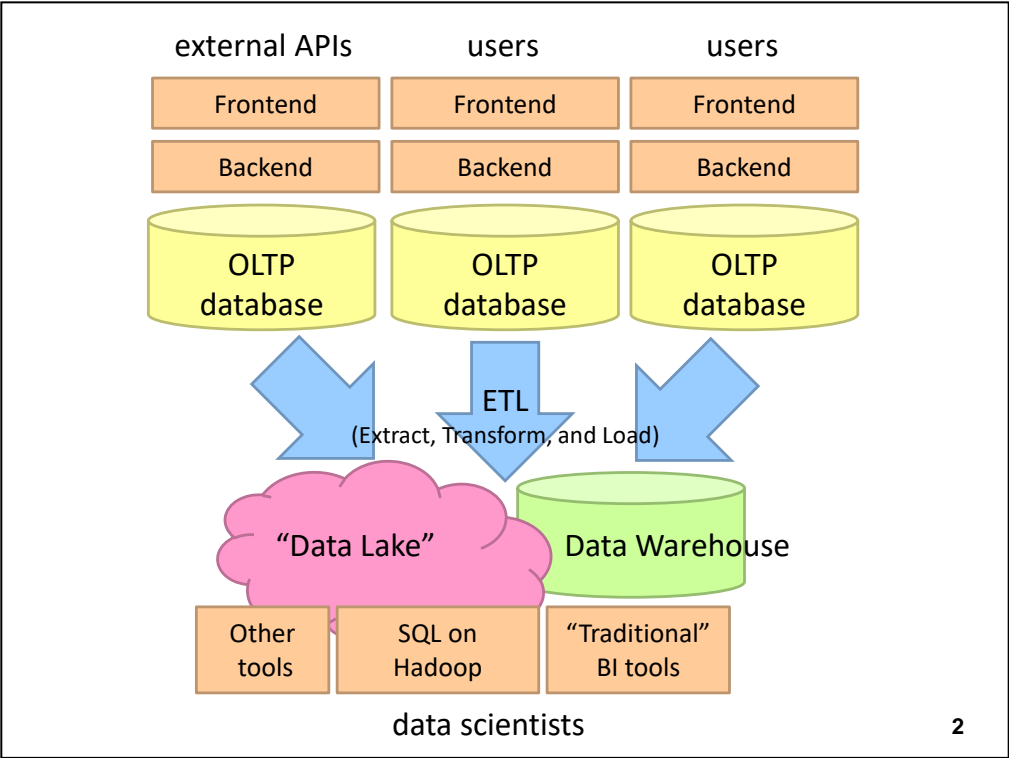 external APIs
users
users
Frontend
Frontend
Frontend
Backend
Backend
Backend
OLTP
database
OLTP
database
OLTP
database
ETL
(Extract, Transform, and Load)
“Data Lake”
Data Warehouse
Other
tools
SQL on
Hadoop
“Traditional”
BI tools
data scientists
2